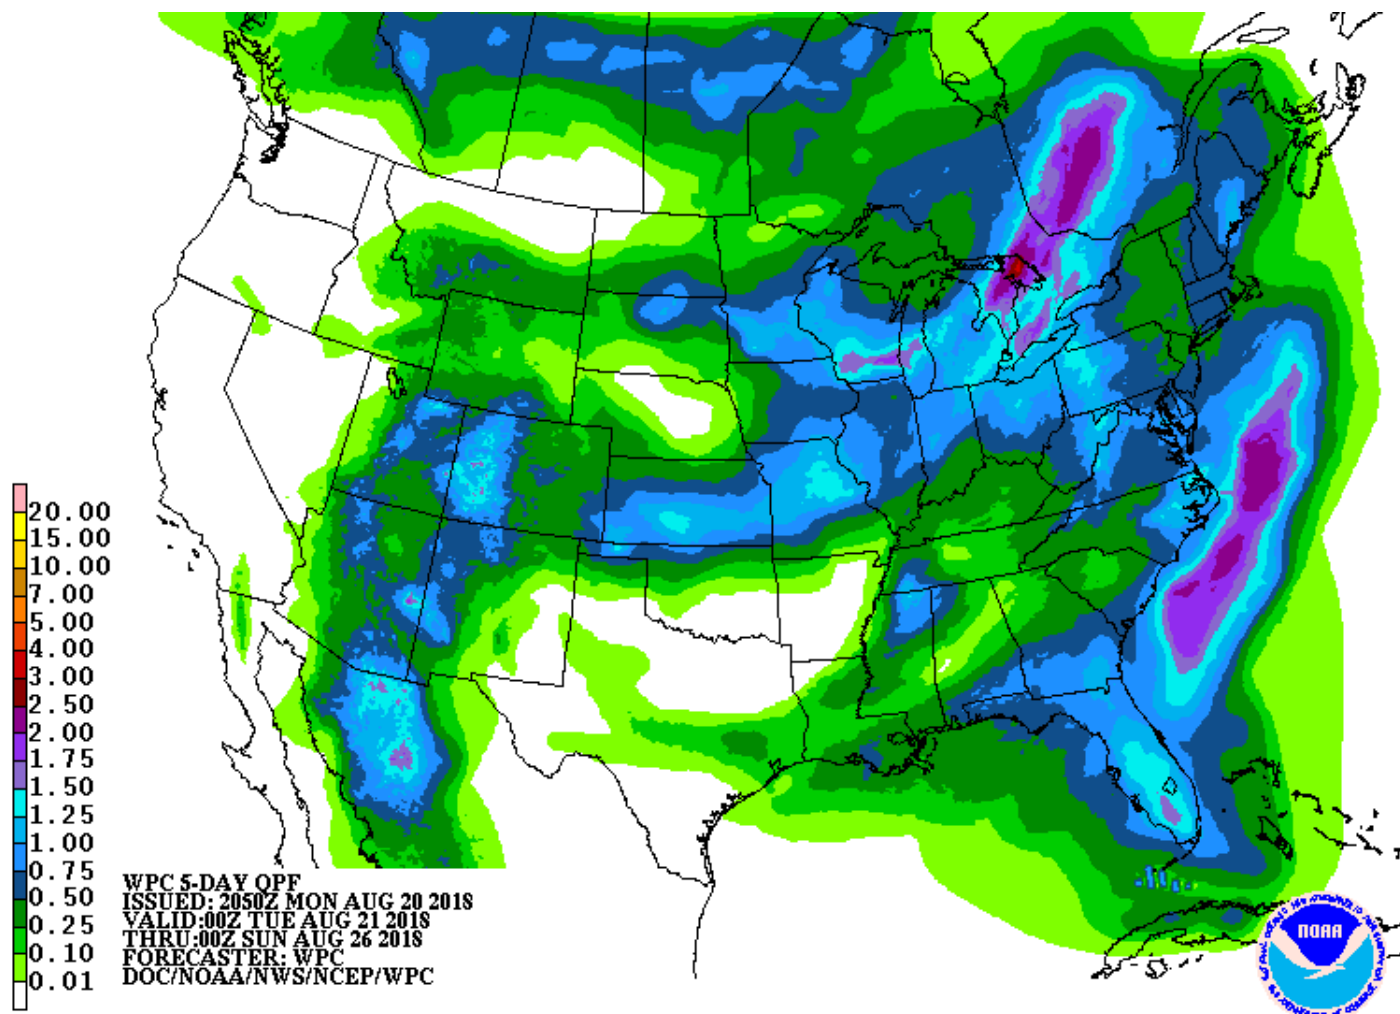 20.00
15.00
10.00
7.00
5.00
4.00
3.00
2.50
2.00
1.75
1.50
1.25
1.00
0.75
0.50
0.25
0.10
0.01
WPC 5-DAY QPF
ISSUED: 2050Z MON AUG 20 2018
VALID:00Z TUE AUG 21 2018
THRU:00Z SUN AUG 26 2018
FORECASTER: WPC
DOC/NOAA/NWS/NCEP/WPC
NOAA